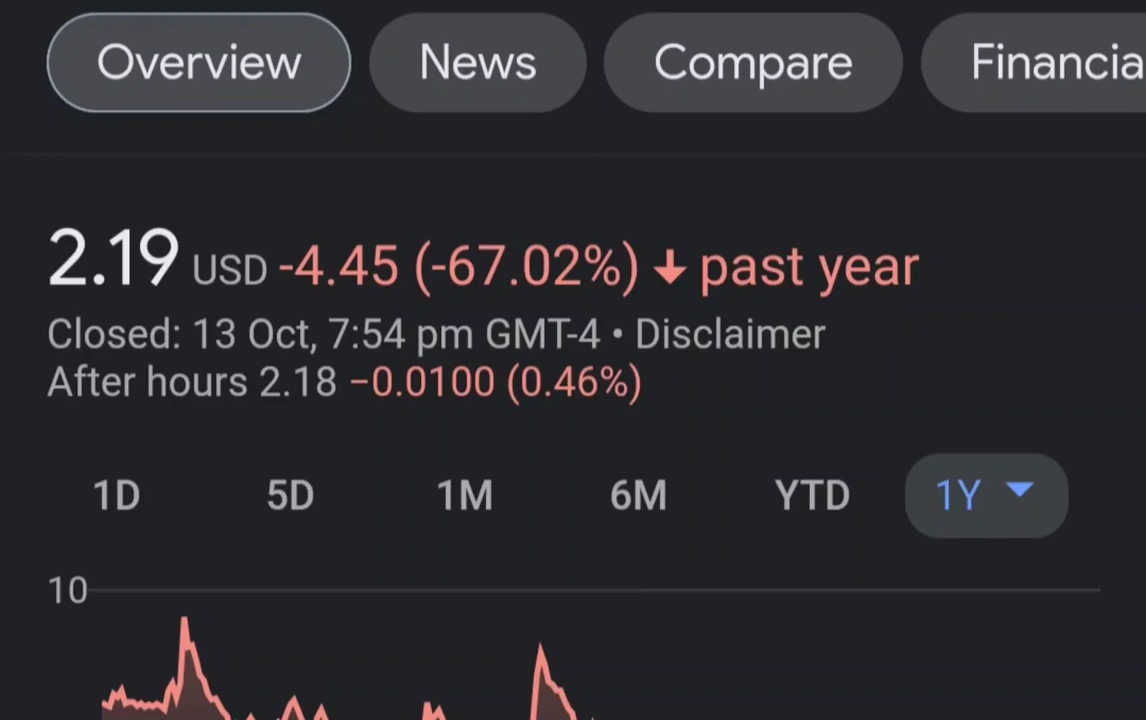 Overview News Compare Financia
2.19 USD -4.45 (-67.02%) ↓ past year
Closed: 13 Oct, 7:54 pm GMT-4 • Disclaimer
After hours 2.18 −0.0100 (0.46%)
1D 5D 1M 6M YTD 1Y
10